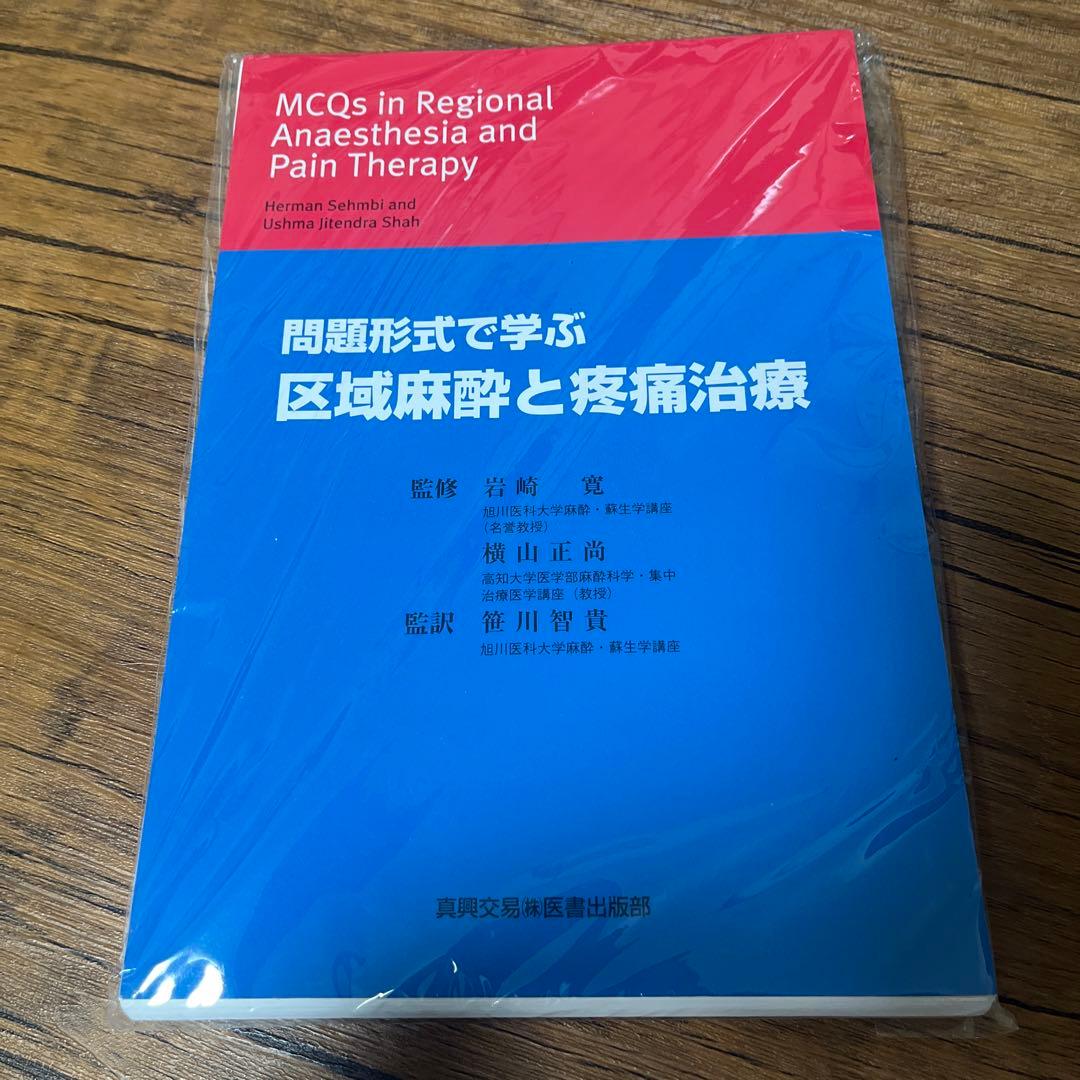 MCQs in Regional
Anaesthesia and
Pain Therapy
Herman Sehmbi and
Ushma Jitendra Shah
問題形式で学ぶ
区域麻酔と疼痛治療
監修 岩崎 寛
旭川医科大学麻酔・蘇生学講座
(名誉教授)
横山正尚
高知大学医学部麻酔科学・集中
治療医学講座(教授)
監訳 笹川智貴
旭川医科大学麻酔・蘇生学講座
真興交易㈱医書出版部